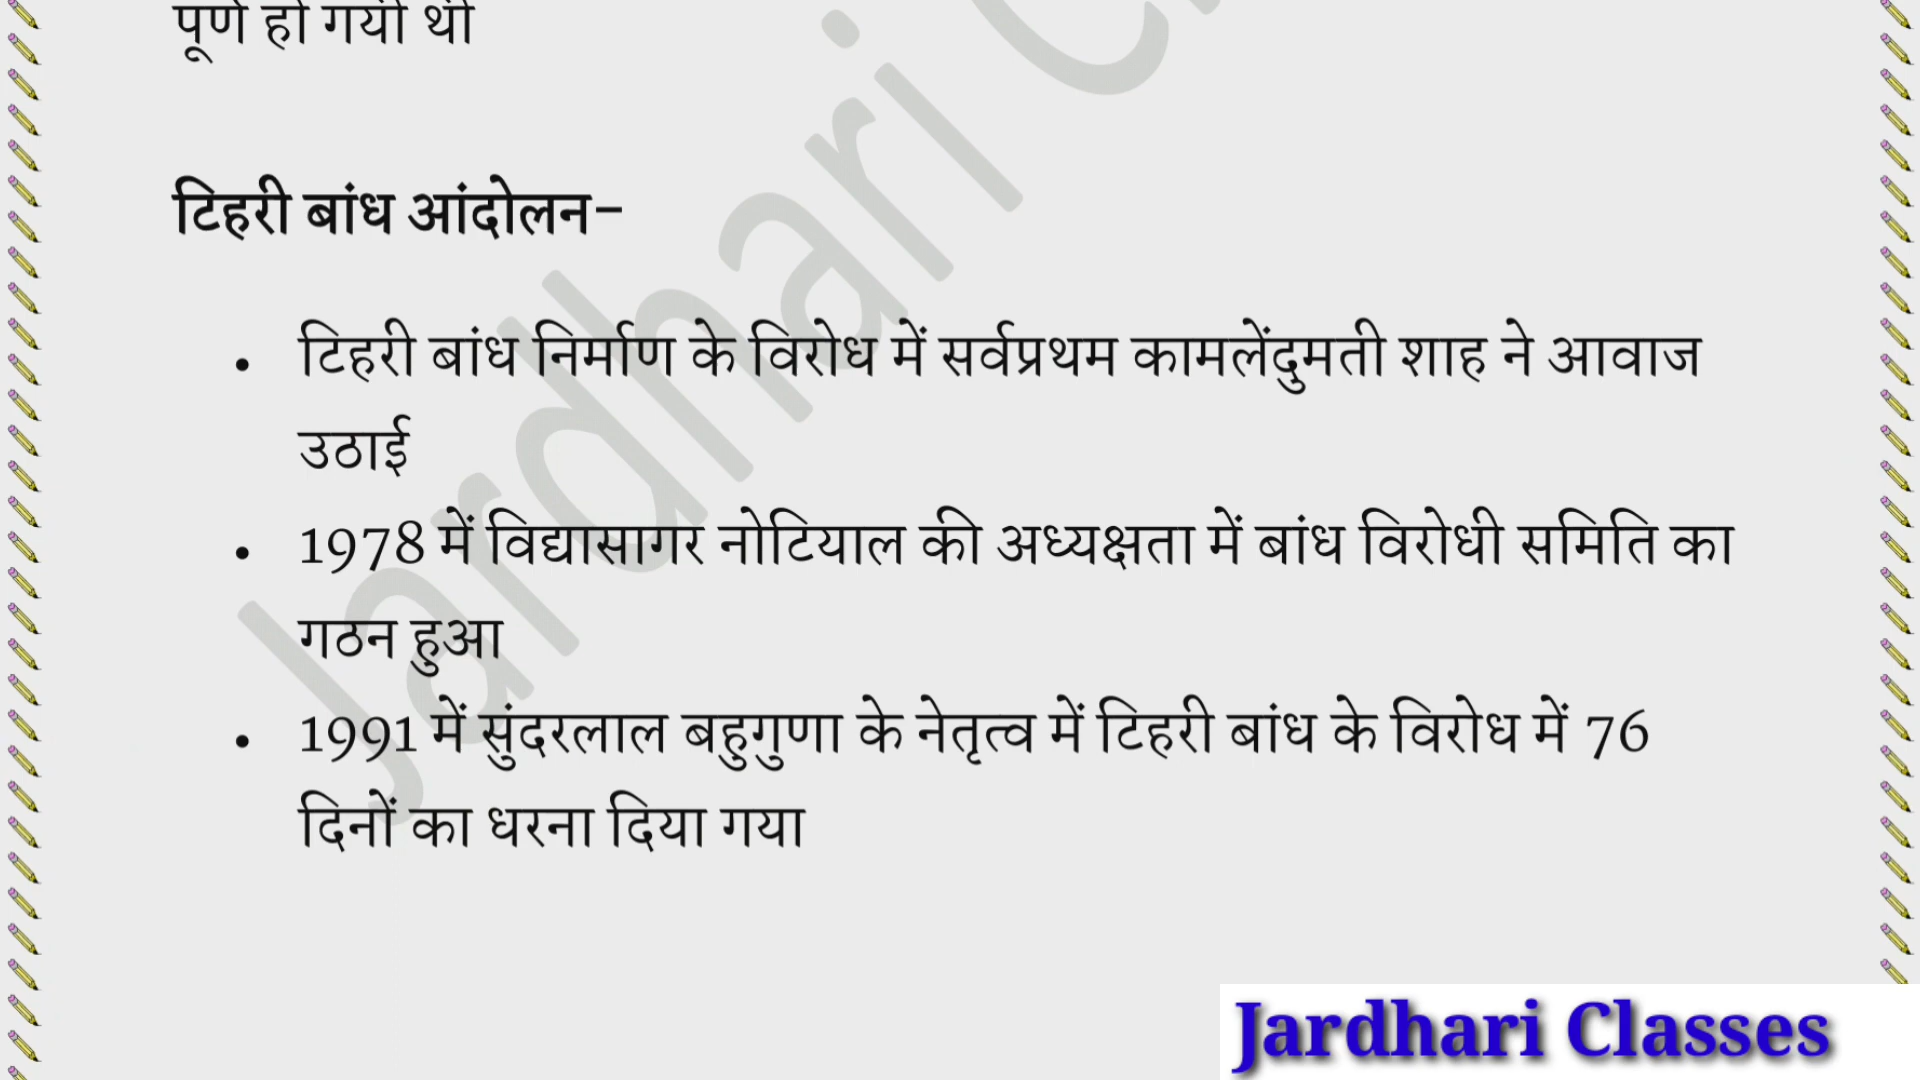 पूर्ण हो गयी थी
टिहरी बांध आंदोलन-
• टिहरी बांध निर्माण के विरोध में सर्वप्रथम कामलेंदुमती शाह ने आवाज
उठाई
• 1978 में विद्यासागर नोटियाल की अध्यक्षता में बांध विरोधी समिति का
गठन हुआ
• 1991 में सुंदरलाल बहुगुणा के नेतृत्व में टिहरी बांध के विरोध में 76
दिनों का धरना दिया गया
Jardhari
Jardhari Classes